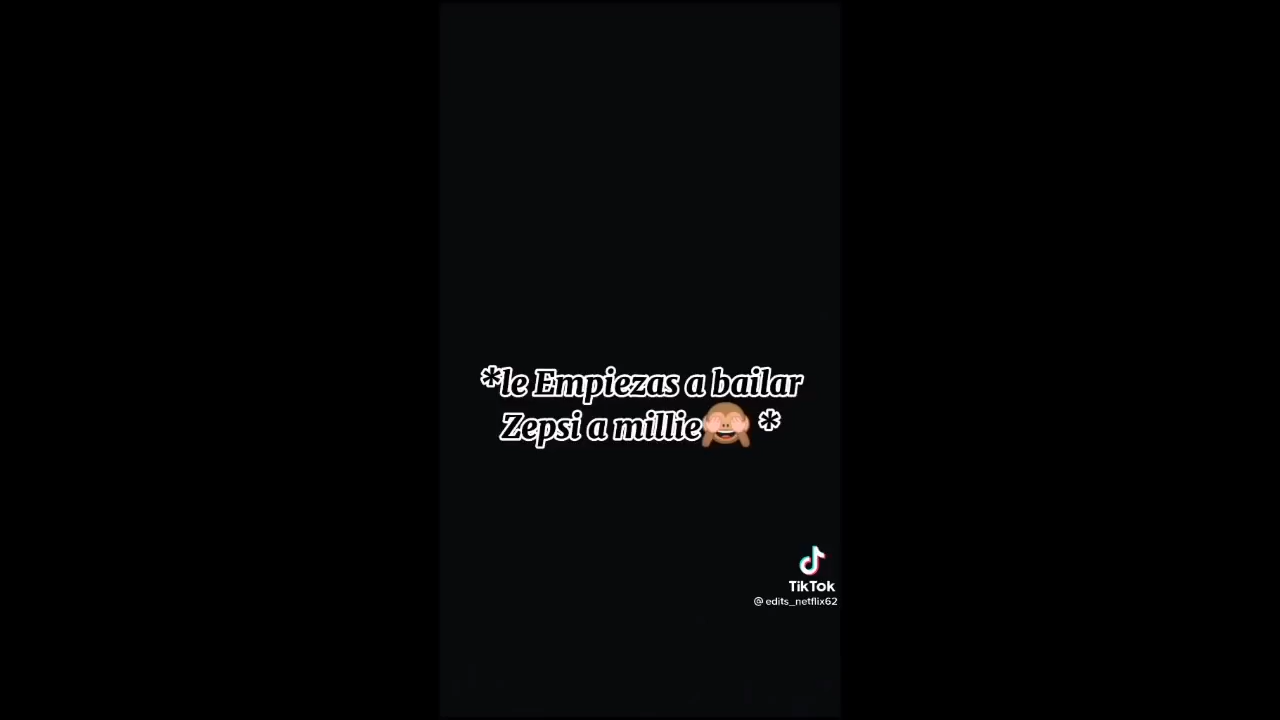 *le Empiezas a bailar
Zepsi a millie🙈 *
TikTok
@ edits_netflix62